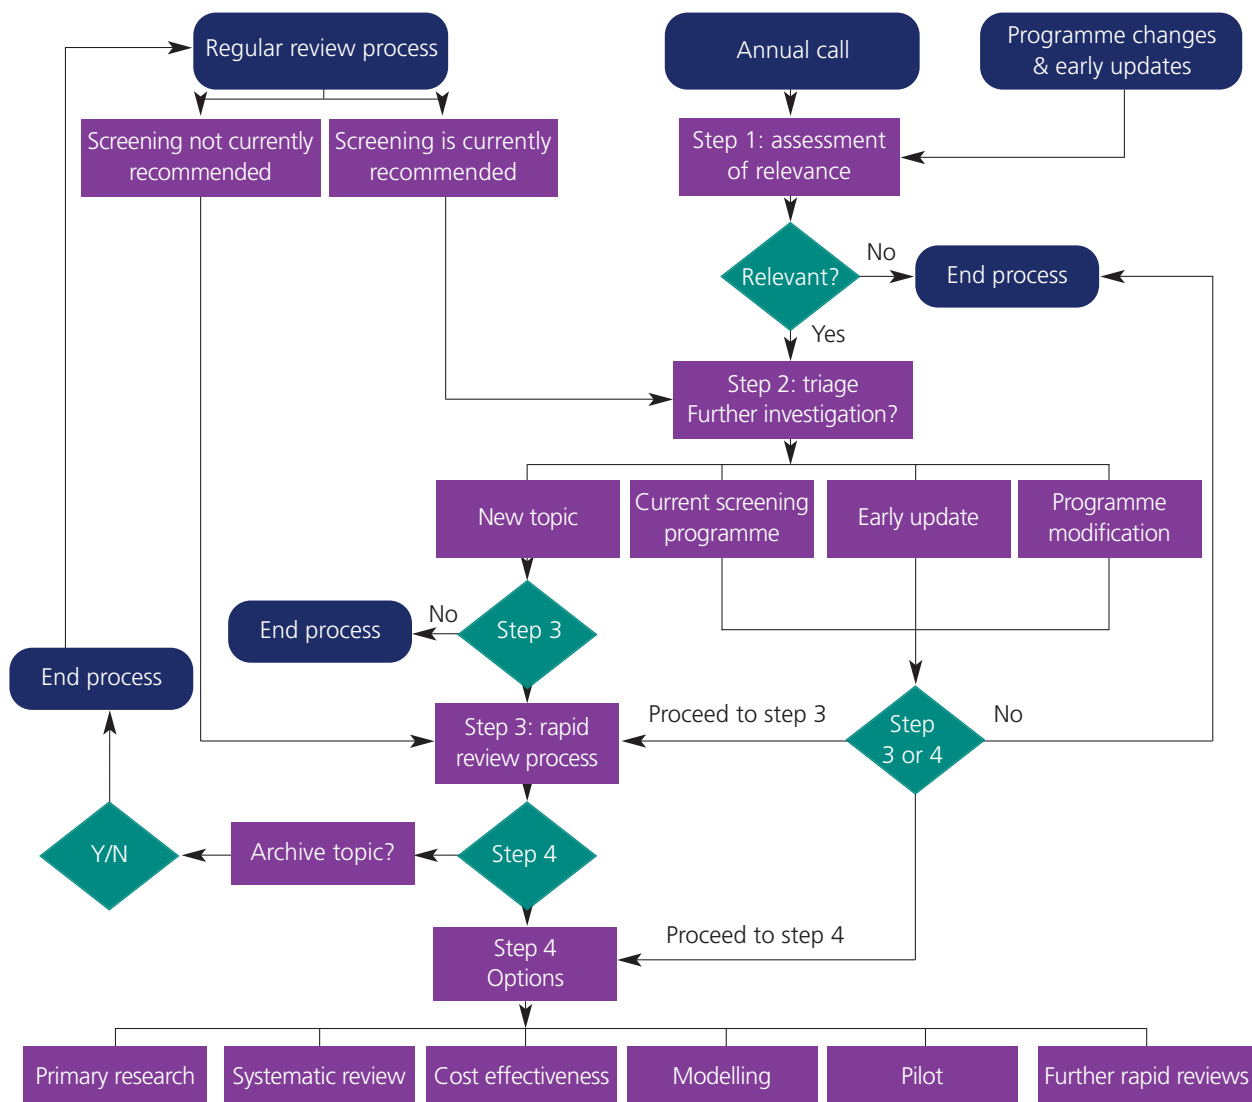 Regular review process
Annual call
Programme changes
& early updates
Screening not currently
recommended
Screening is currently
recommended
Step 1: assessment
of relevance
Relevant?
No
End process
Yes
Step 2: triage
Further investigation?
New topic
Current screening
programme
Early update
Programme
modification
End process
No
Step 3
End process
Step 3: rapid
review process
Proceed to step 3
Step
3 or 4
No
Y/N
Archive topic?
Step 4
Proceed to step 4
Step 4
Options
Primary research
Systematic review
Cost effectiveness
Modelling
Pilot
Further rapid reviews